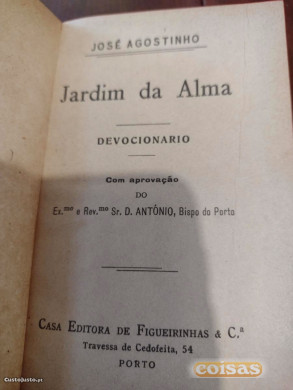 JOSÉ AGOSTINHO
Jardim da Alma
DEVOCIONARIO
Com aprovação
DO
Ex.mo e Rev.mo Sr. D. ANTÓNIO, Bispo do Porto
CASA EDITORA DE FIGUEIRINHAS & C.ª
Travessa de Cedofeita, 54
PORTO
CustoJusto.pt
coisas